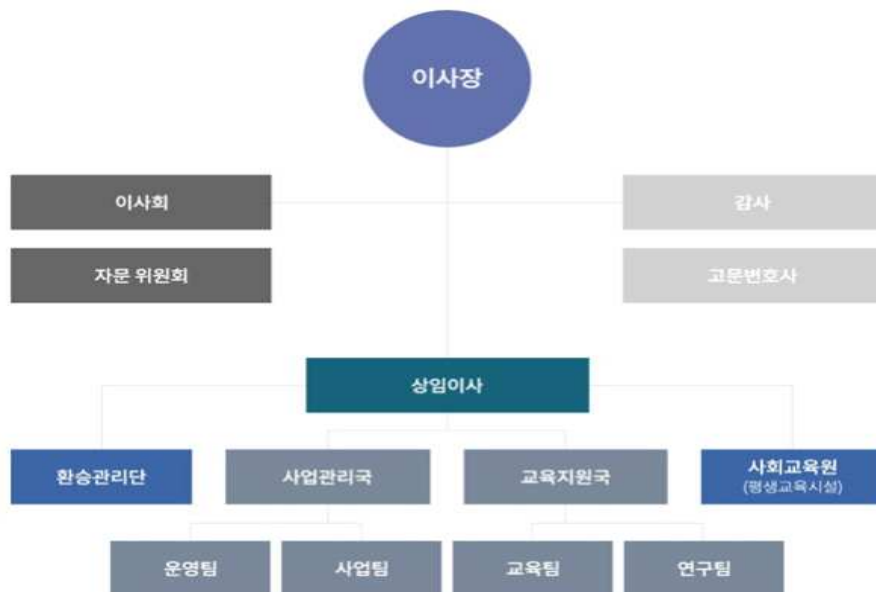 이사장
이사회
감사
자문 위원회
고문변호사
상임이사
환승관리단
사업관리국
교육지원국
사회교육원
(평생교육시설)
운영팀
사업팀
교육팀
연구팀